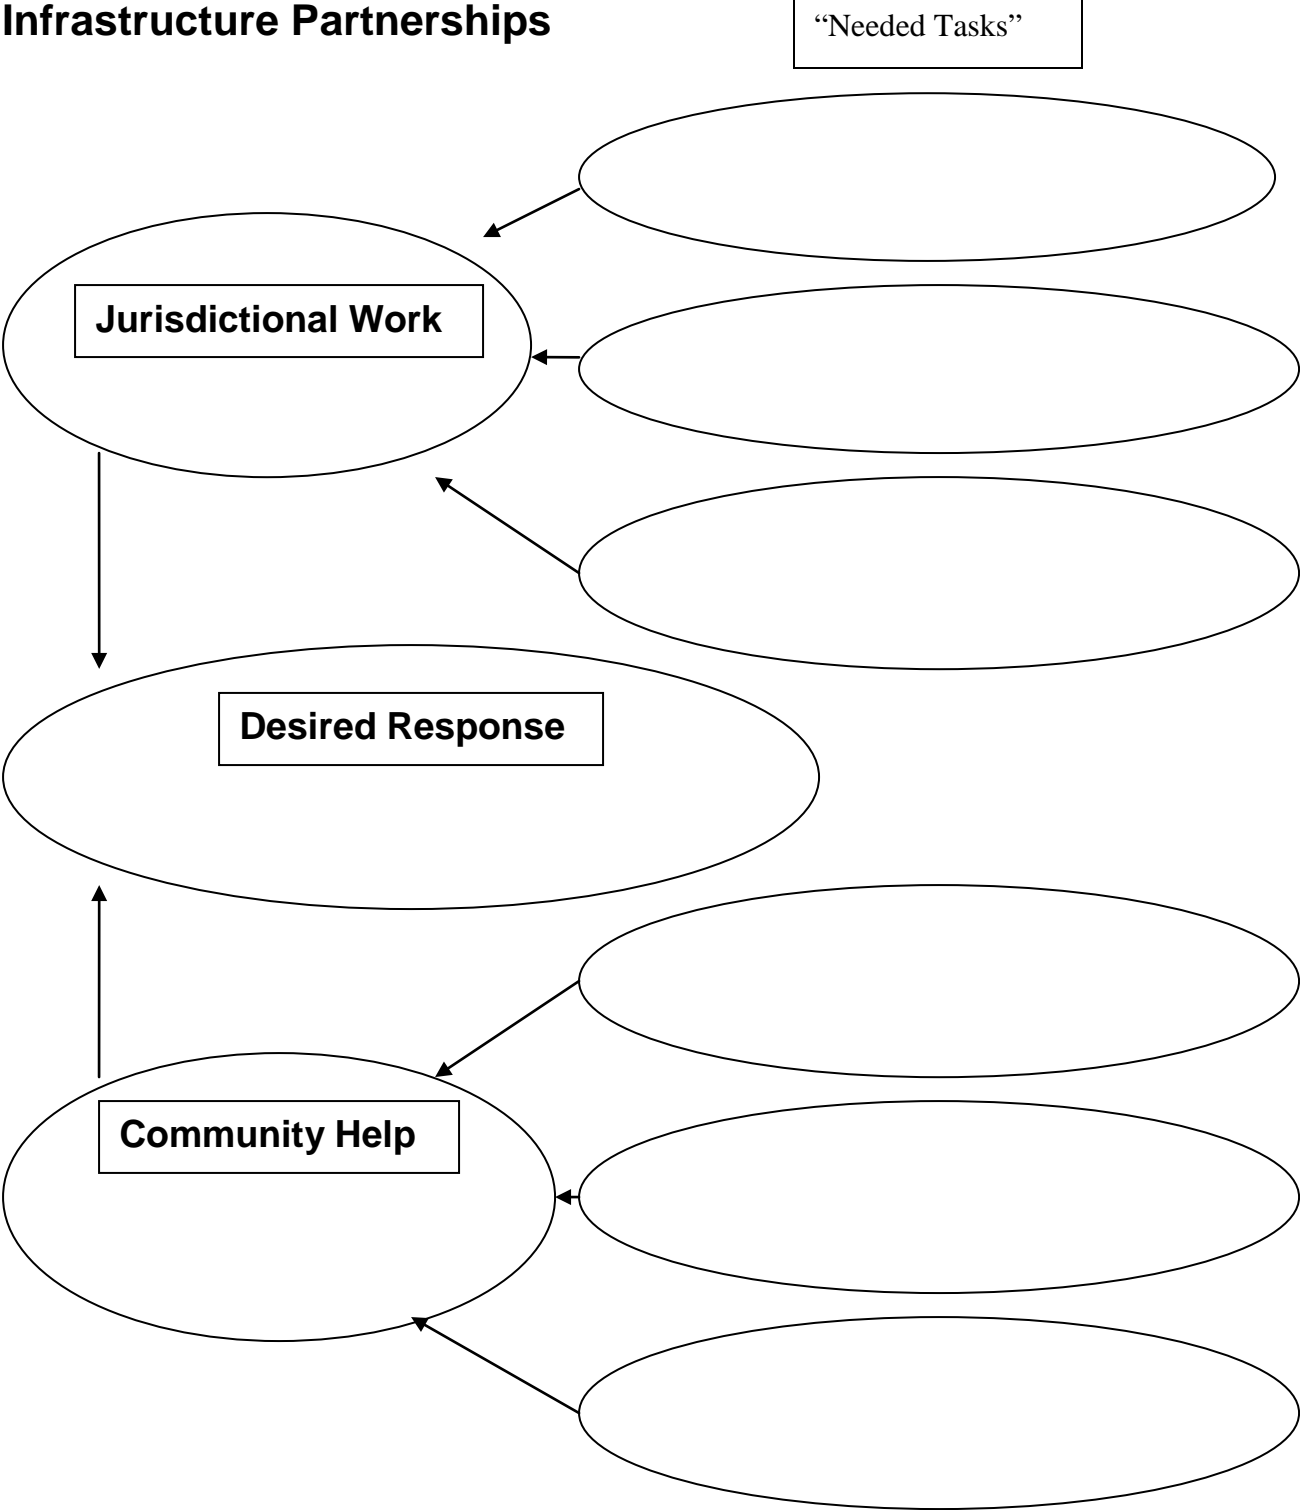 Infrastructure Partnerships
“Needed Tasks”
Jurisdictional Work
Desired Response
Community Help